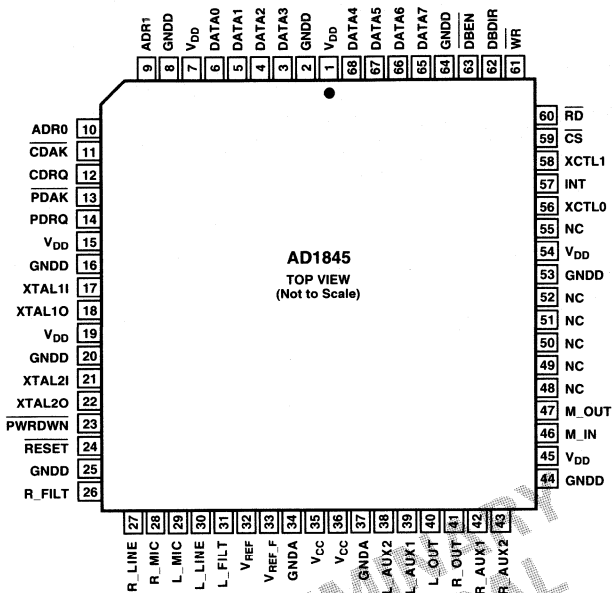 ADR1 GNDD VDD DATA0 DATA1 DATA2 DATA3 GNDD VDD DATA4 DATA5 DATA6 DATA7 GNDD DBEN DBDIR WR
9 8 7 6 5 4 3 2 1 68 67 66 65 64 63 62 61
ADR0 10
CDAK 11
CDRQ 12
PDAK 13
PDRQ 14
VDD 15
GNDD 16
XTAL1I 17
XTAL1O 18
VDD 19
GNDD 20
XTAL2I 21
XTAL2O 22
PWRDWN 23
RESET 24
GNDD 25
R_FILT 26
AD1845
TOP VIEW
(Not to Scale)
60 RD
59 CS
58 XCTL1
57 INT
56 XCTL0
55 NC
54 VDD
53 GNDD
52 NC
51 NC
50 NC
49 NC
48 NC
47 M_OUT
46 M_IN
45 VDD
44 GNDD
27 28 29 30 31 32 33 34 35 36 37 38 39 40 41 42 43
R_LINE R_MIC L_MIC L_LINE L_FILT VREF VREF_F GNDA VCC VCC GNDA L_AUX2 L_AUX1 L_OUT R_OUT R_AUX1 R_AUX2